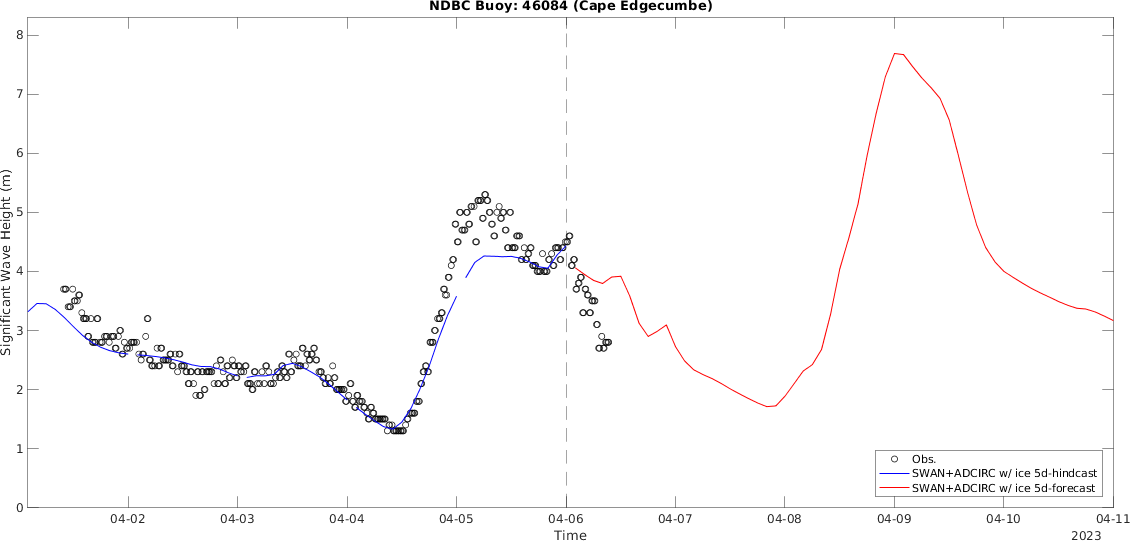 NDBC Buoy: 46084 (Cape Edgecumbe)
8
7
6
5
4
3
2
1
0
Significant Wave Height (m)
Obs.
SWAN+ADCIRC w/ ice 5d-hindcast
SWAN+ADCIRC w/ ice 5d-forecast
04-02 04-03 04-04 04-05 04-06 04-07 04-08 04-09 04-10 04-11
Time
2023